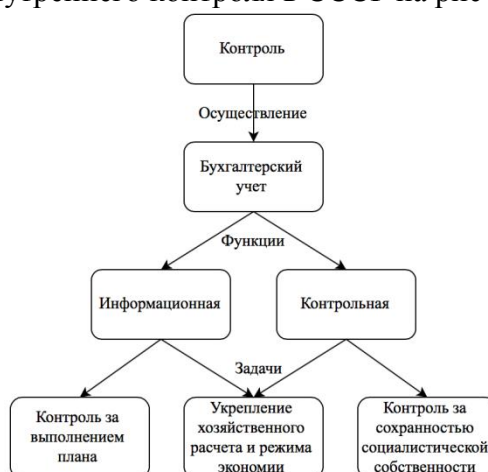 внутреннего контроля в СССР на рис
Контроль
Осуществление
Бухгалтерский
учет
Функции
Информационная
Контрольная
Задачи
Контроль за
выполнением
плана
Укрепление
хозяйственного
расчета и режима
экономии
Контроль за
сохранностью
социалистической
собственности